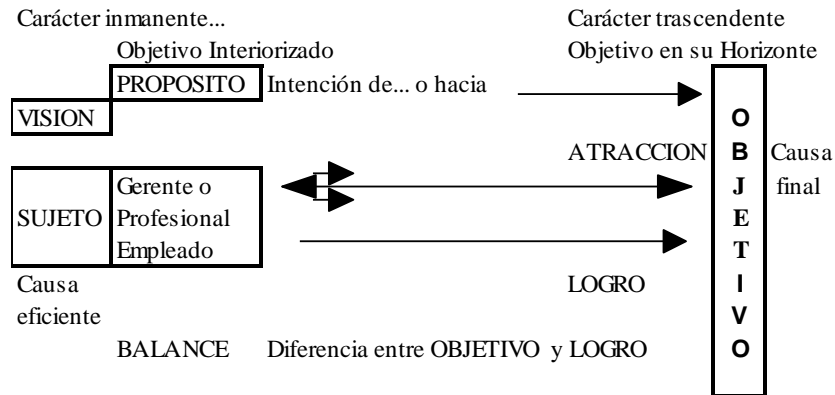 Carácter inmanente... Carácter trascendente
Objetivo Interiorizado Objetivo en su Horizonte
PROPOSITO Intención de... o hacia
VISION
ATRACCION Causa
Gerente o final
SUJETO Profesional
Empleado
Causa LOGRO
eficiente
BALANCE Diferencia entre OBJETIVO y LOGRO
OBJETIVO